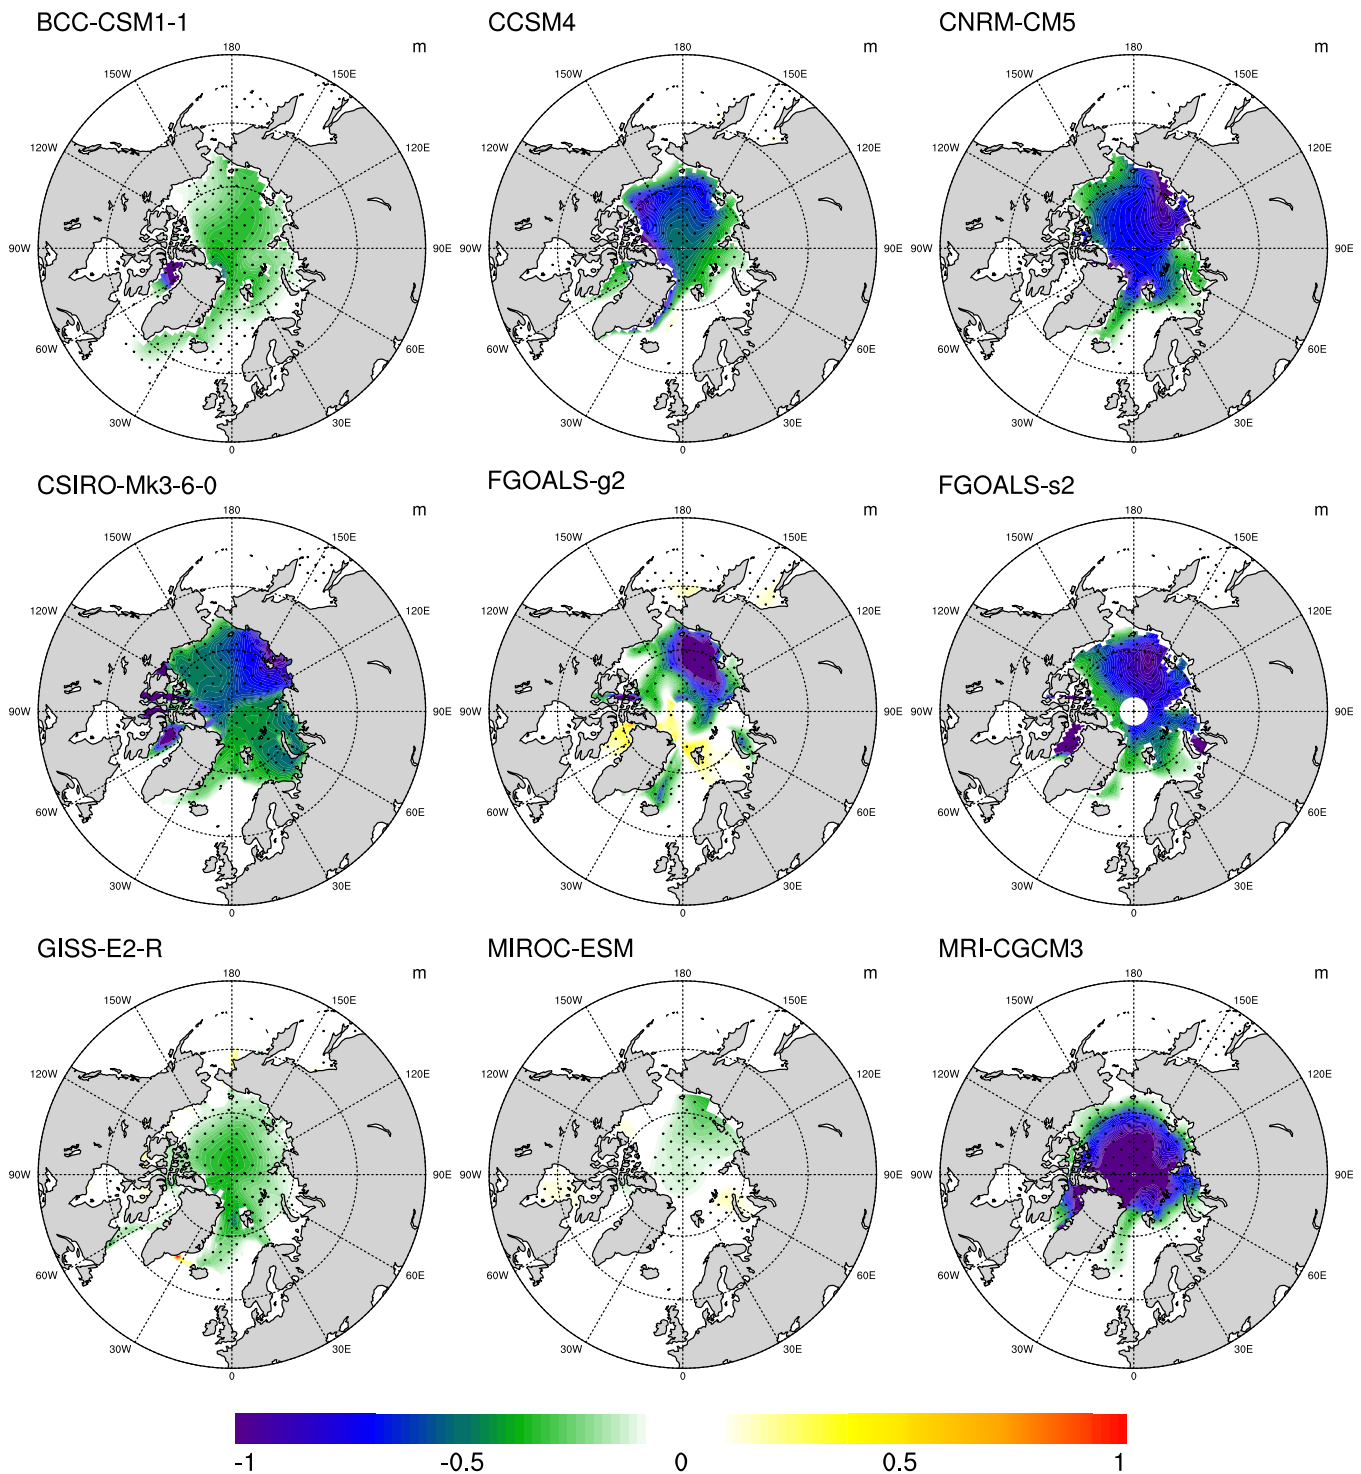 BCC-CSM1-1 CCSM4 CNRM-CM5
180 m 180 m 180 m
150W 150E 150W 150E 150W 150E
120W 120E 120W 120E 120W 120E
90W 90E 90W 90E 90W 90E
60W 60E 60W 60E 60W 60E
30W 30E 30W 30E 30W 30E
0 0 0
CSIRO-Mk3-6-0 FGOALS-g2 FGOALS-s2
180 m 180 m 180 m
150W 150E 150W 150E 150W 150E
120W 120E 120W 120E 120W 120E
90W 90E 90W 90E 90W 90E
60W 60E 60W 60E 60W 60E
30W 30E 30W 30E 30W 30E
0 0 0
GISS-E2-R MIROC-ESM MRI-CGCM3
180 m 180 m 180 m
150W 150E 150W 150E 150W 150E
120W 120E 120W 120E 120W 120E
90W 90E 90W 90E 90W 90E
60W 60E 60W 60E 60W 60E
30W 30E 30W 30E 30W 30E
0 0 0
-1 -0.5 0 0.5 1